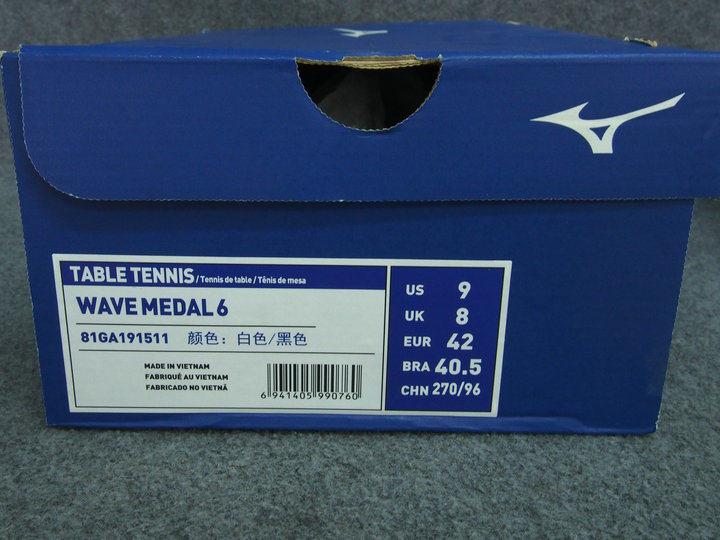 TABLE TENNIS / Tennis de table / Tênis de mesa
WAVE MEDAL 6
81GA191511 颜色：白色/黑色
MADE IN VIETNAM
FABRIQUÉ AU VIETNAM
FABRICADO NO VIETNÃ
6 941405 990760
US 9
UK 8
EUR 42
BRA 40.5
CHN 270/96